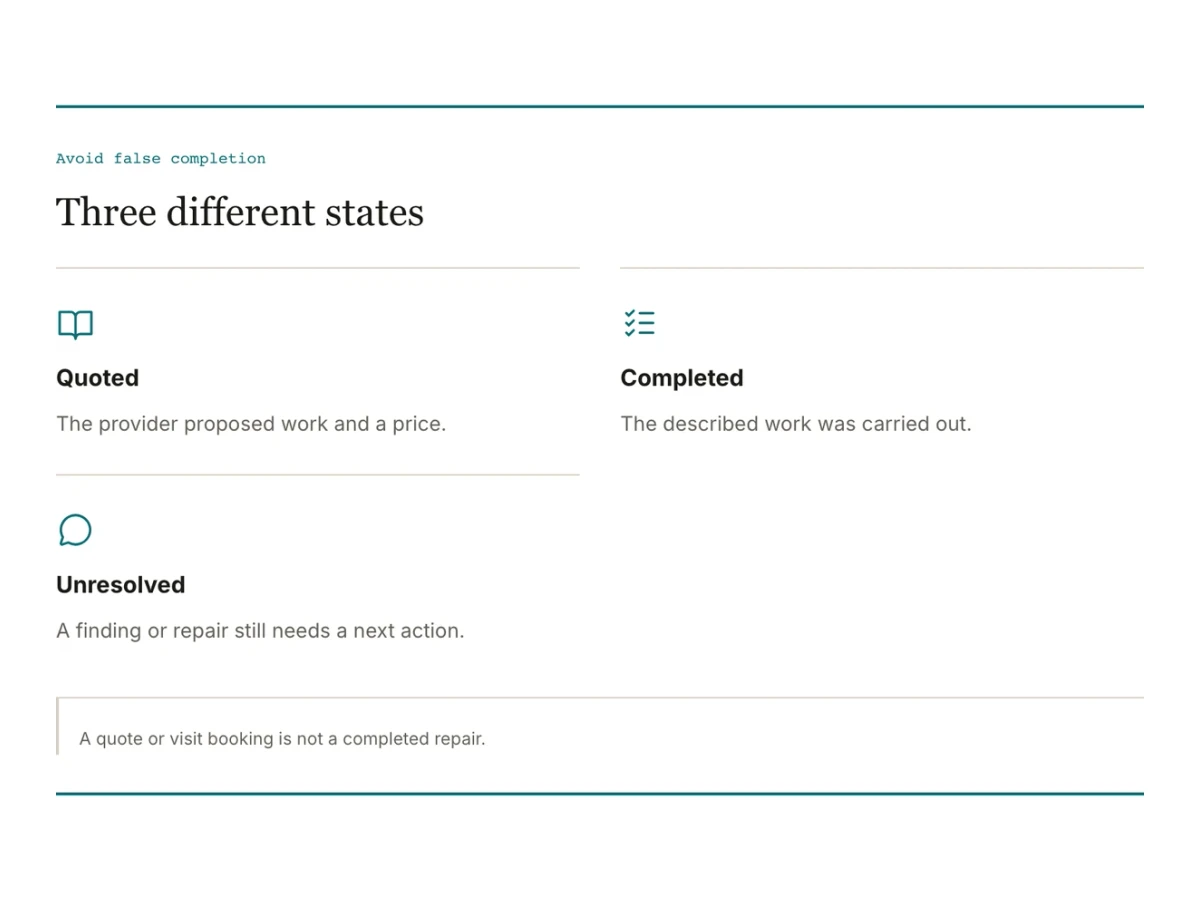 Avoid false completion
Three different states
Quoted
The provider proposed work and a price.
Completed
The described work was carried out.
Unresolved
A finding or repair still needs a next action.
A quote or visit booking is not a completed repair.